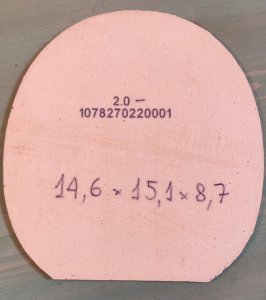 2.0 –
1078270220001
14,6 × 15,1 × 8,7